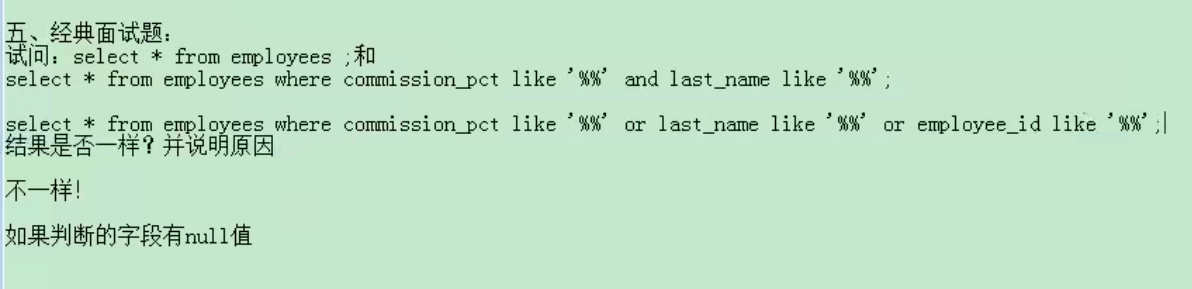 五、经典面试题：
试问：select * from employees ;和
select * from employees where commission_pct like '%%' and last_name like '%%';
select * from employees where commission_pct like '%%' or last_name like '%%' or employee_id like '%%';
结果是否一样？并说明原因
不一样！
如果判断的字段有null值